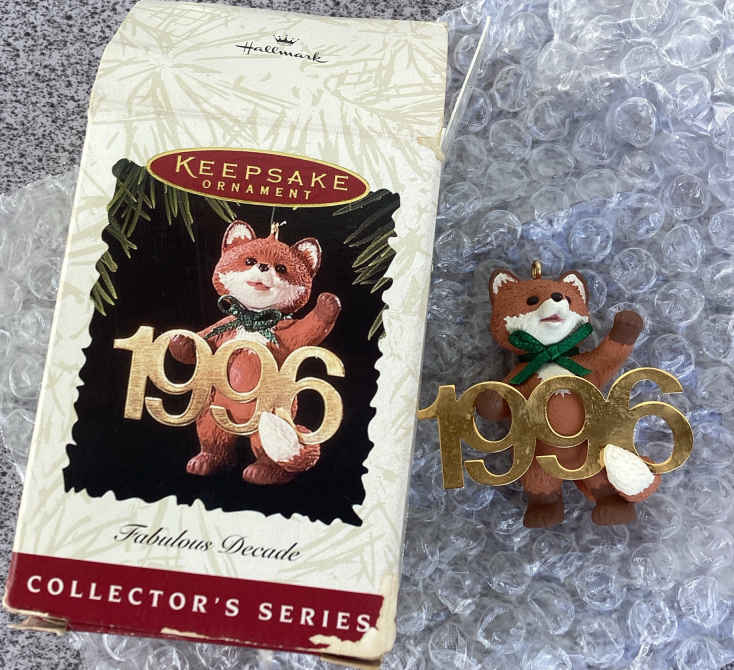 Hallmark
KEEPSAKE
ORNAMENT
1996
Fabulous Decade
COLLECTOR'S SERIES
1996